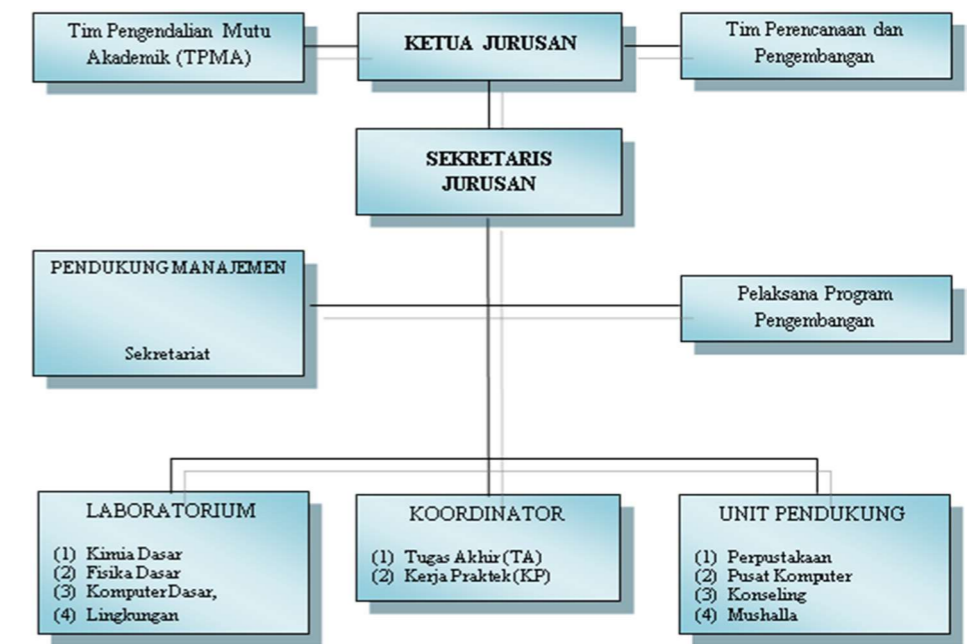 Tim Pengendalian Mutu
Akademik (TPMA)
KETUA JURUSAN
Tim Perencanaan dan
Pengembangan
SEKRETARIS
JURUSAN
PENDUKUNG MANAJEMEN
Sekretariat
Pelaksana Program
Pengembangan
LABORATORIUM
(1) Kimia Dasar
(2) Fisika Dasar
(3) Komputer Dasar,
(4) Lingkungan
KOORDINATOR
(1) Tugas Akhir (TA)
(2) Kerja Praktek (KP)
UNIT PENDUKUNG
(1) Perpustakaan
(2) Pusat Komputer
(3) Konseling
(4) Mushalla